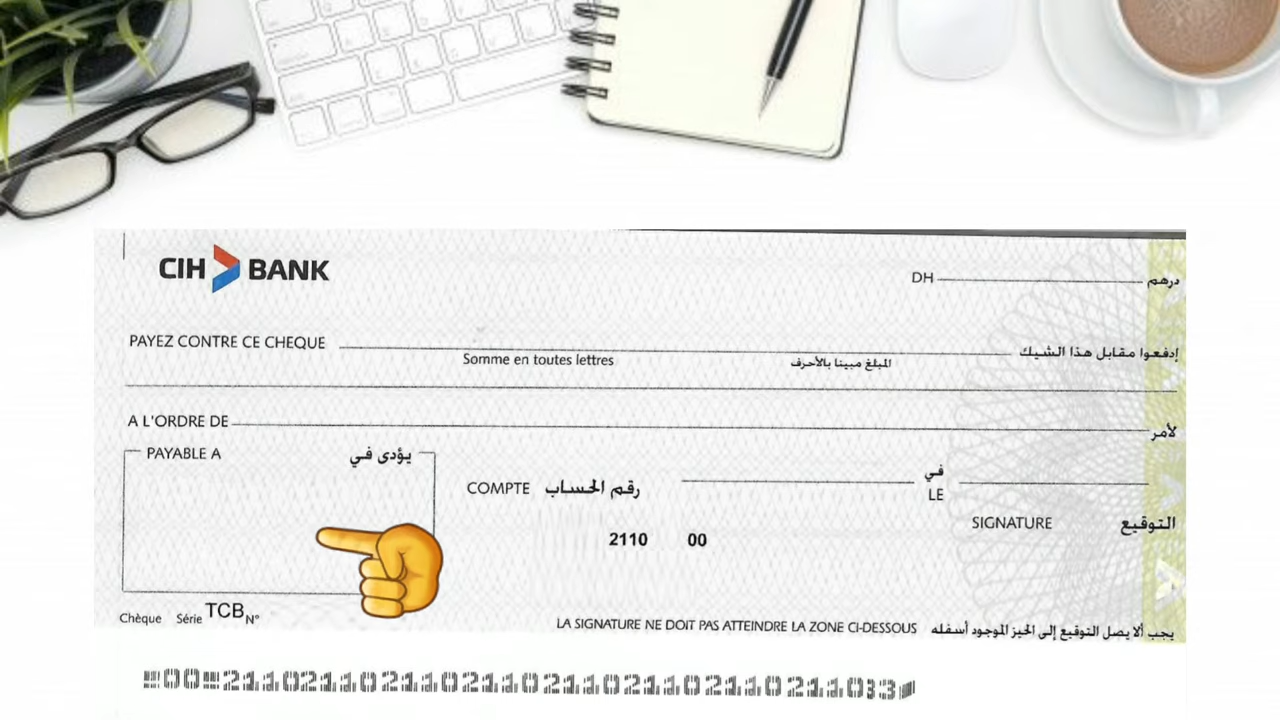 CIH BANK
DH درهم
PAYEZ CONTRE CE CHEQUE إدفعوا مقابل هذا الشيك
Somme en toutes lettres المبلغ مبينا بالأحرف
A L'ORDRE DE لأمر
PAYABLE A يؤدى في
COMPTE رقم الحساب
في
LE
SIGNATURE التوقيع
2110 00
Chèque Série TCB N°
LA SIGNATURE NE DOIT PAS ATTEINDRE LA ZONE CI-DESSOUS يجب ألا يصل التوقيع إلى الحيز الموجود أسفله